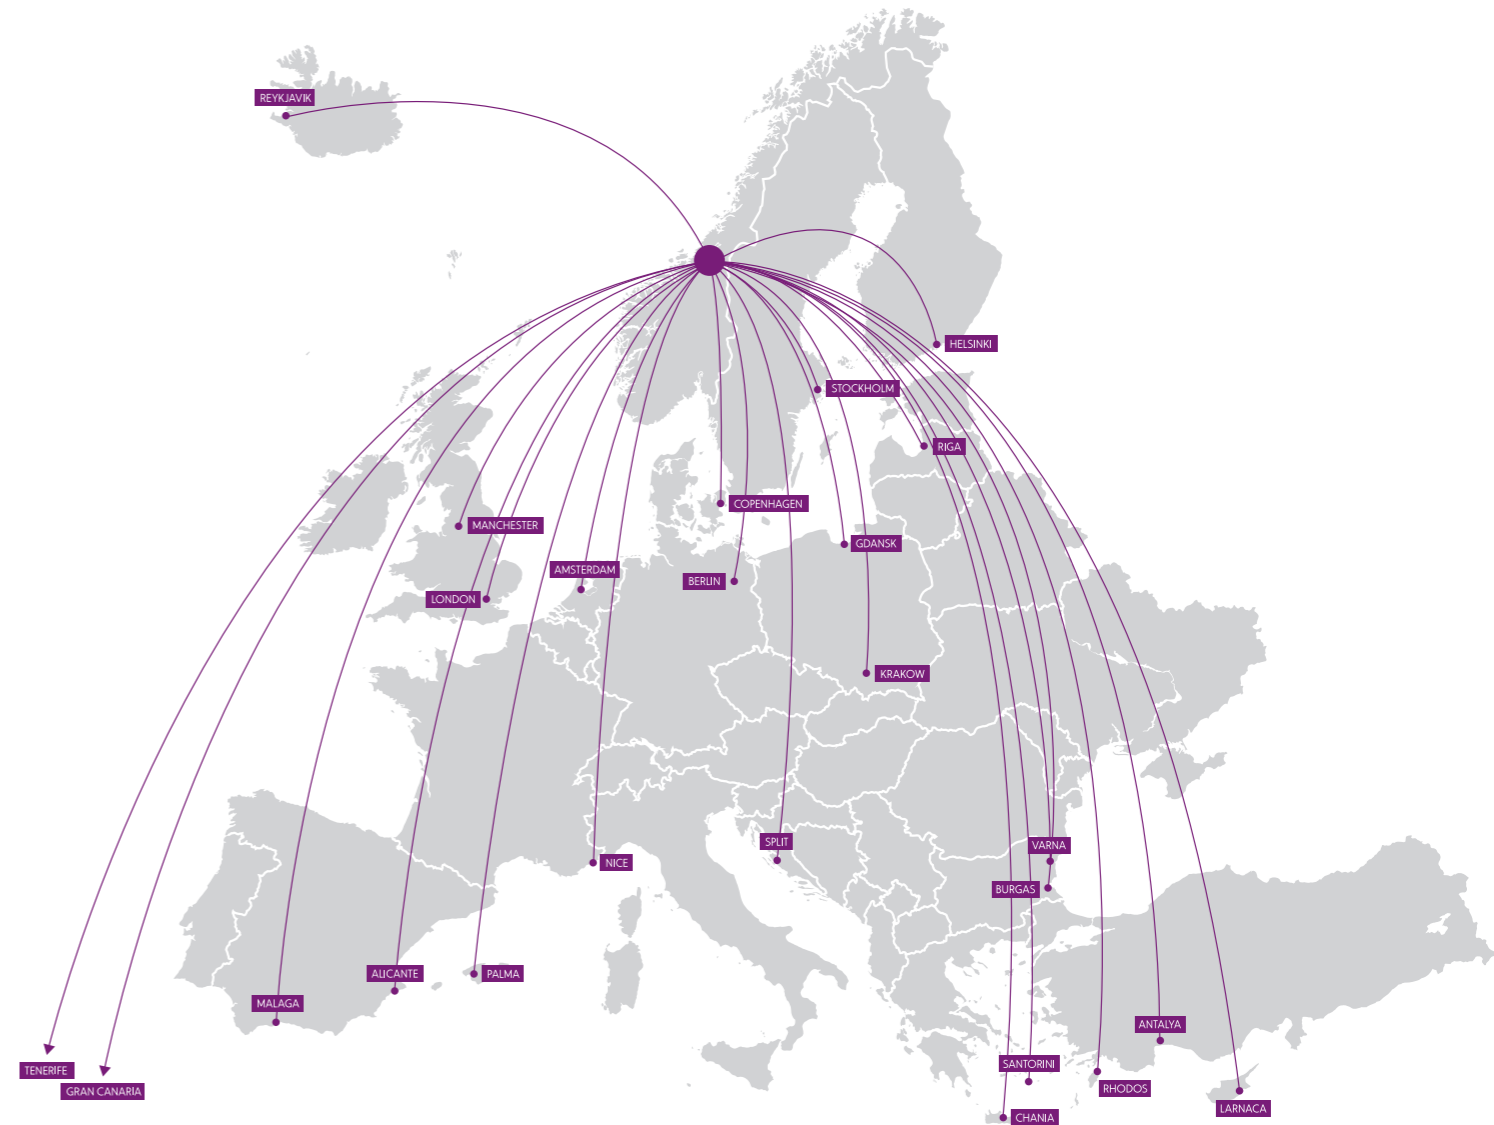 REYKJAVIK
HELSINKI
STOCKHOLM
RIGA
COPENHAGEN
MANCHESTER
GDANSK
AMSTERDAM
BERLIN
LONDON
KRAKOW
SPLIT
VARNA
NICE
BURGAS
ALICANTE
PALMA
MALAGA
ANTALYA
SANTORINI
TENERIFE
GRAN CANARIA
RHODOS
LARNACA
CHANIA